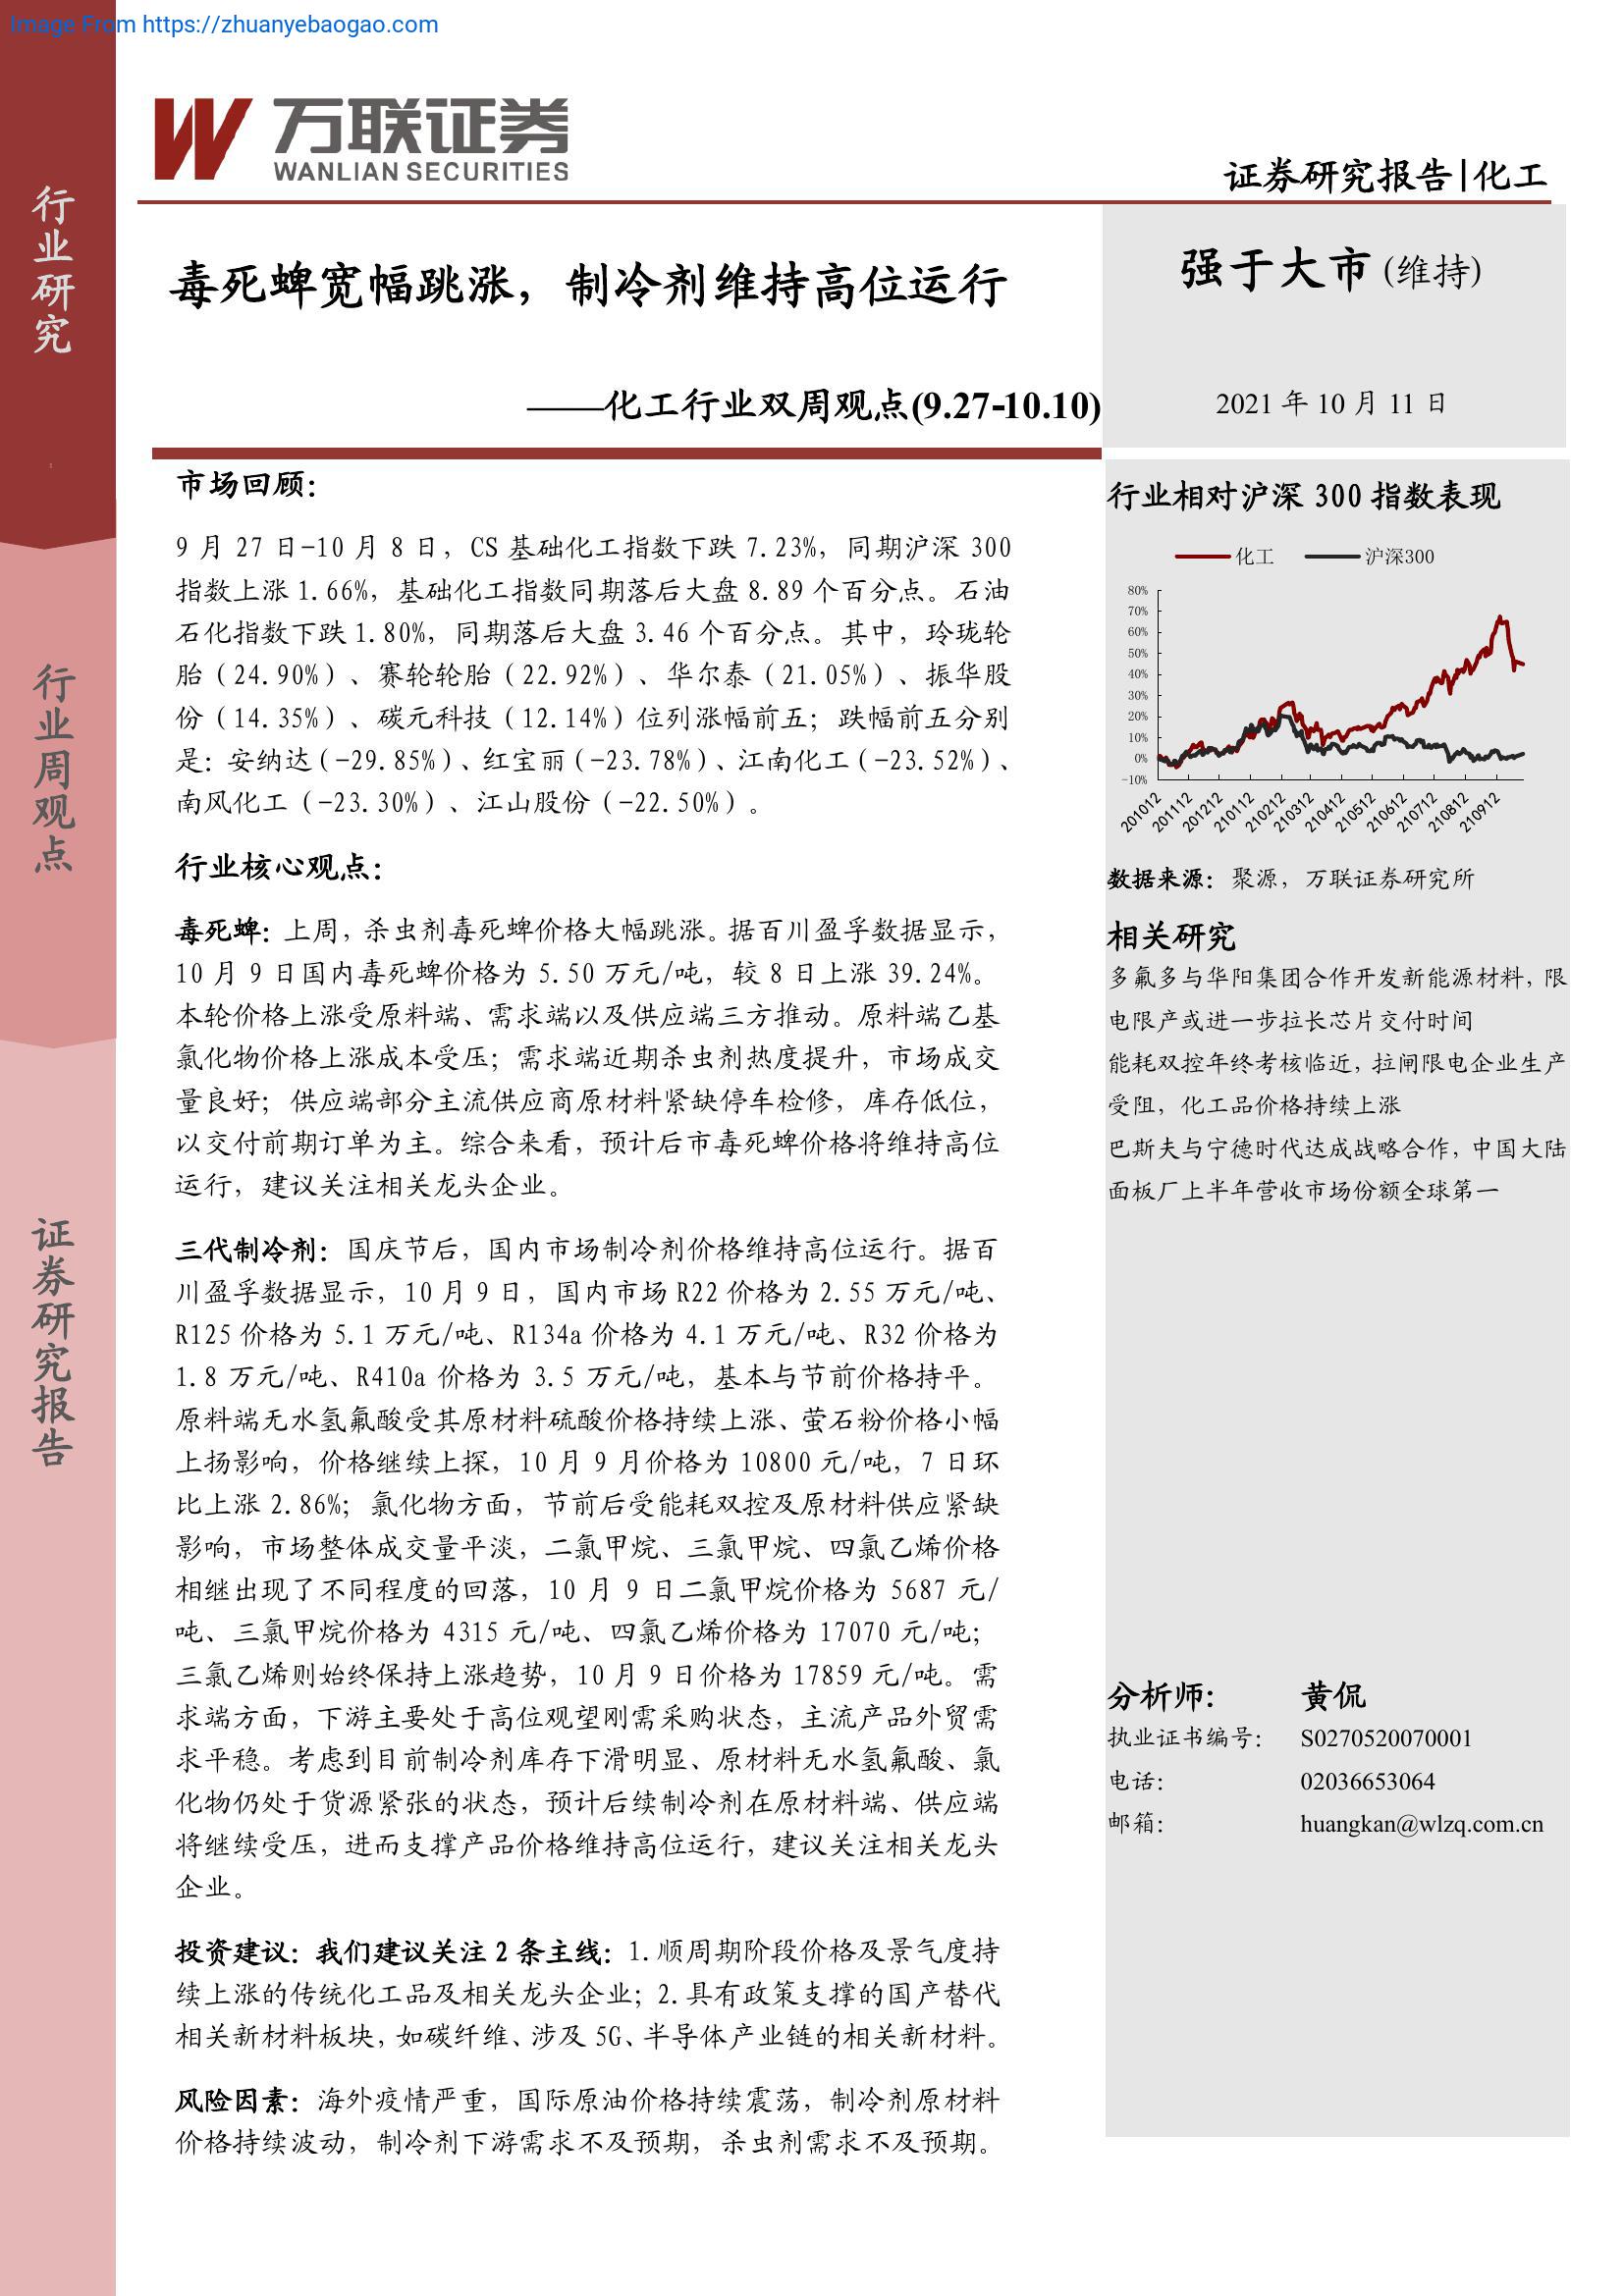 Image From https://zhuanyebaogao.com
万联证券
WANLIAN SECURITIES
证券研究报告|化工
行业研究
行业周观点
证券研究报告
毒死蜱宽幅跳涨，制冷剂维持高位运行
——化工行业双周观点(9.27-10.10)
强于大市(维持)
2021 年 10 月 11 日
市场回顾：
9 月 27 日-10 月 8 日，CS 基础化工指数下跌 7.23%，同期沪深 300
指数上涨 1.66%，基础化工指数同期落后大盘 8.89 个百分点。石油
石化指数下跌 1.80%，同期落后大盘 3.46 个百分点。其中，玲珑轮
胎（24.90%）、赛轮轮胎（22.92%）、华尔泰（21.05%）、振华股
份（14.35%）、碳元科技（12.14%）位列涨幅前五；跌幅前五分别
是：安纳达（-29.85%）、红宝丽（-23.78%）、江南化工（-23.52%）、
南风化工（-23.30%）、江山股份（-22.50%）。
行业核心观点：
毒死蜱：上周，杀虫剂毒死蜱价格大幅跳涨。据百川盈孚数据显示，
10 月 9 日国内毒死蜱价格为 5.50 万元/吨，较 8 日上涨 39.24%。
本轮价格上涨受原料端、需求端以及供应端三方推动。原料端乙基
氯化物价格上涨成本受压；需求端近期杀虫剂热度提升，市场成交
量良好；供应端部分主流供应商原材料紧缺停车检修，库存低位，
以交付前期订单为主。综合来看，预计后市毒死蜱价格将维持高位
运行，建议关注相关龙头企业。
三代制冷剂：国庆节后，国内市场制冷剂价格维持高位运行。据百
川盈孚数据显示，10 月 9 日，国内市场 R22 价格为 2.55 万元/吨、
R125 价格为 5.1 万元/吨、R134a 价格为 4.1 万元/吨、R32 价格为
1.8 万元/吨、R410a 价格为 3.5 万元/吨，基本与节前价格持平。
原料端无水氢氟酸受其原材料硫酸价格持续上涨、萤石粉价格小幅
上扬影响，价格继续上探，10 月 9 月价格为 10800 元/吨，7 日环
比上涨 2.86%；氯化物方面，节前后受能耗双控及原材料供应紧缺
影响，市场整体成交量平淡，二氯甲烷、三氯甲烷、四氯乙烯价格
相继出现了不同程度的回落，10 月 9 日二氯甲烷价格为 5687 元/
吨、三氯甲烷价格为 4315 元/吨、四氯乙烯价格为 17070 元/吨；
三氯乙烯则始终保持上涨趋势，10 月 9 日价格为 17859 元/吨。需
求端方面，下游主要处于高位观望刚需采购状态，主流产品外贸需
求平稳。考虑到目前制冷剂库存下滑明显、原材料无水氢氟酸、氯
化物仍处于货源紧张的状态，预计后续制冷剂在原材料端、供应端
将继续受压，进而支撑产品价格维持高位运行，建议关注相关龙头
企业。
投资建议：我们建议关注 2 条主线：1.顺周期阶段价格及景气度持
续上涨的传统化工品及相关龙头企业；2.具有政策支撑的国产替代
相关新材料板块，如碳纤维、涉及 5G、半导体产业链的相关新材料。
风险因素：海外疫情严重，国际原油价格持续震荡，制冷剂原材料
价格持续波动，制冷剂下游需求不及预期，杀虫剂需求不及预期。
行业相对沪深 300 指数表现
化工 沪深300
80%
70%
60%
50%
40%
30%
20%
10%
0%
-10%
201012 201112 201212 210112 210212 210312 210412 210512 210612 210712 210812 210912
数据来源：聚源，万联证券研究所
相关研究
多氟多与华阳集团合作开发新能源材料，限
电限产或进一步拉长芯片交付时间
能耗双控年终考核临近，拉闸限电企业生产
受阻，化工品价格持续上涨
巴斯夫与宁德时代达成战略合作，中国大陆
面板厂上半年营收市场份额全球第一
分析师： 黄侃
执业证书编号： S0270520070001
电话： 02036653064
邮箱： huangkan@wlzq.com.cn